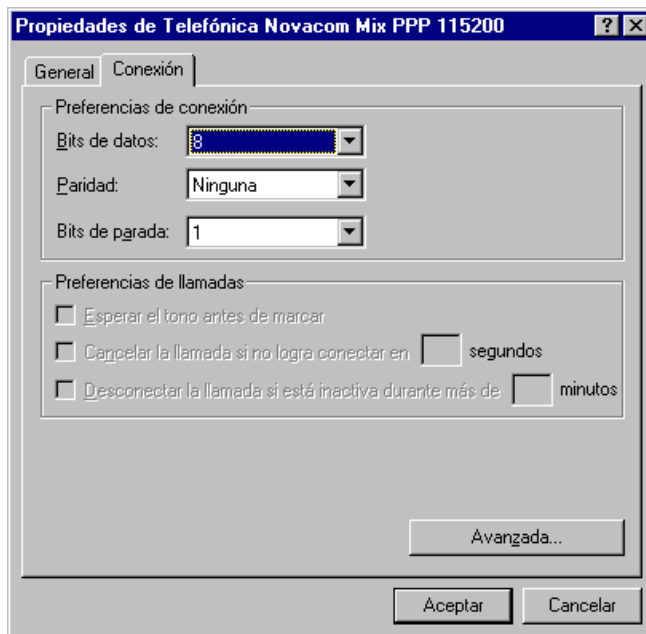 Propiedades de Telefónica Novacom Mix PPP 115200
General Conexión
Preferencias de conexión
Bits de datos: 8
Paridad: Ninguna
Bits de parada: 1
Preferencias de llamadas
Esperar el tono antes de marcar
Cancelar la llamada si no logra conectar en segundos
Desconectar la llamada si está inactiva durante más de minutos
Avanzada...
Aceptar Cancelar